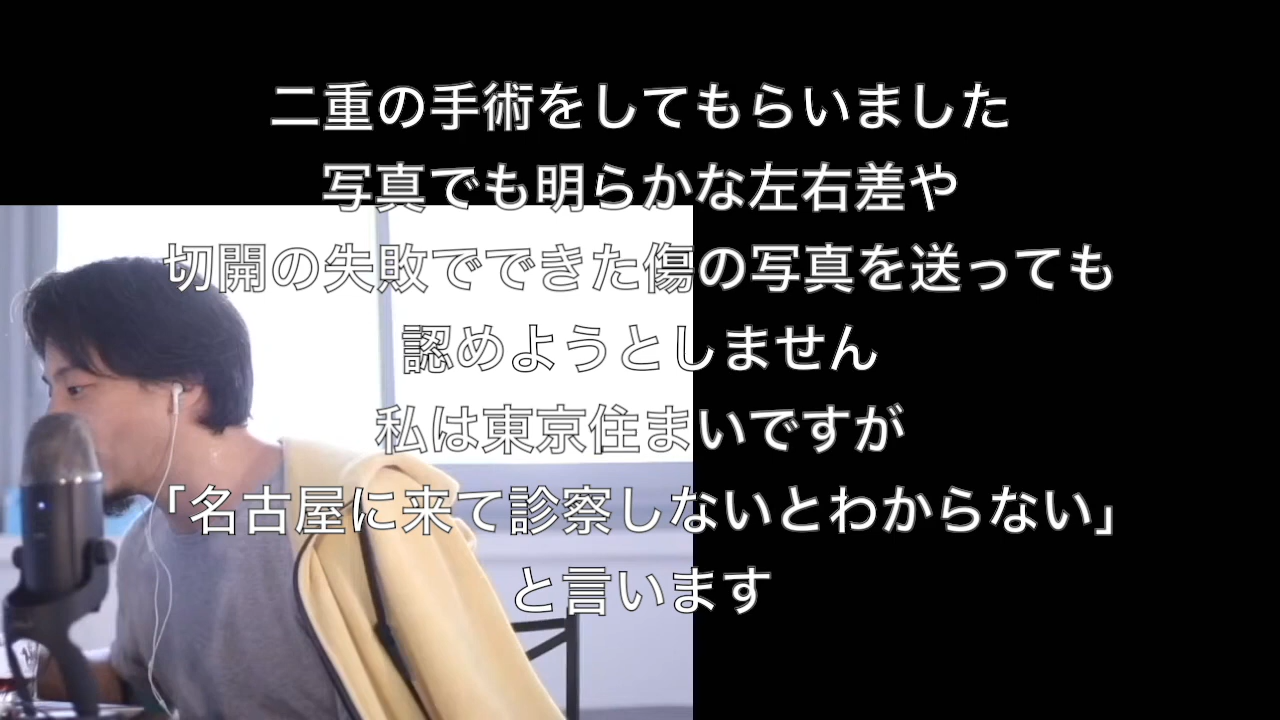 二重の手術をしてもらいました
写真でも明らかな左右差や
切開の失敗でできた傷の写真を送っても
認めようとしません
私は東京住まいですが
「名古屋に来て診察しないとわからない」
と言います